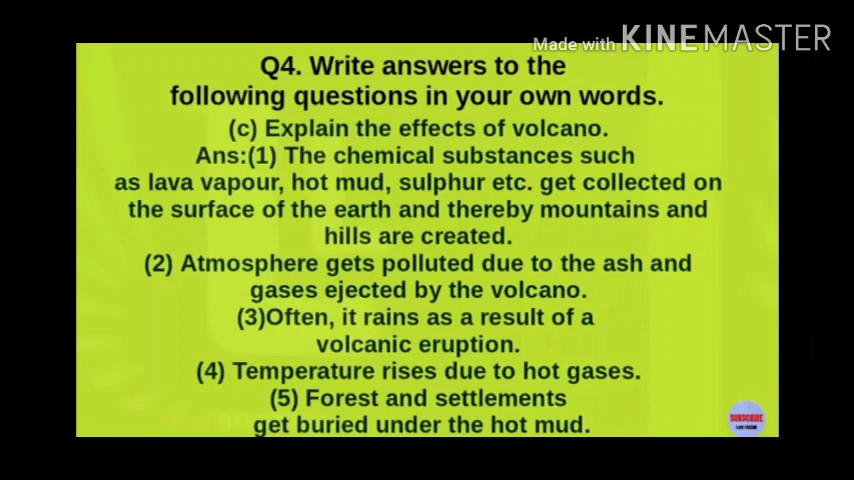 Made with KINEMASTER
Q4. Write answers to the
following questions in your own words.
(c) Explain the effects of volcano.
Ans:(1) The chemical substances such
as lava vapour, hot mud, sulphur etc. get collected on
the surface of the earth and thereby mountains and
hills are created.
(2) Atmosphere gets polluted due to the ash and
gases ejected by the volcano.
(3)Often, it rains as a result of a
volcanic eruption.
(4) Temperature rises due to hot gases.
(5) Forest and settlements
get buried under the hot mud.
SUBSCRIBE